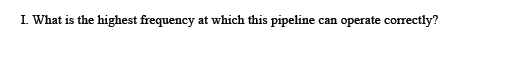 I. What is the highest frequency at which this pipeline can operate correctly?